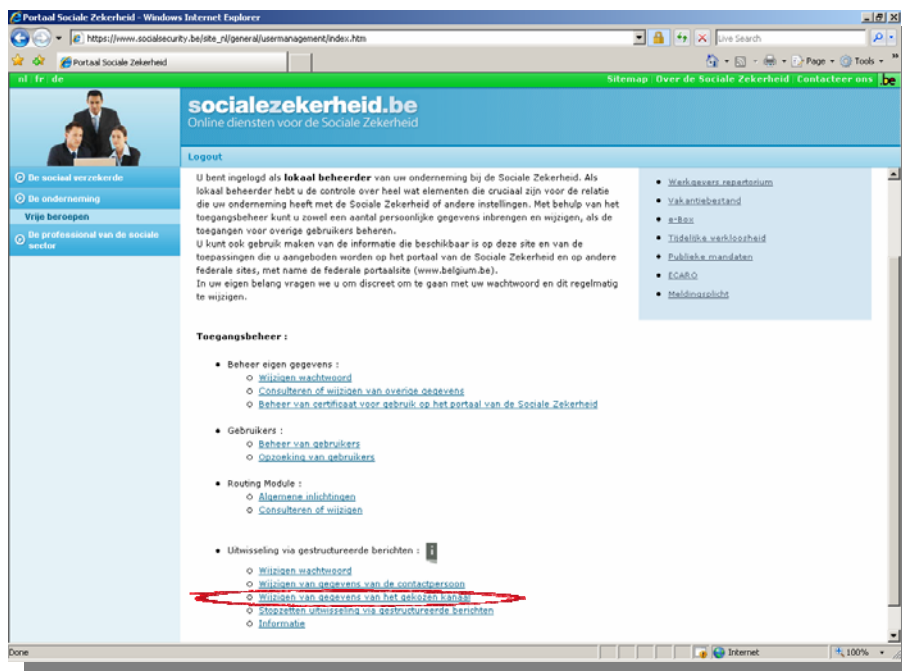 Portaal Sociale Zekerheid - Windows Internet Explorer
https://www.socialsecurity.be/site_nl/general/usermanagement/index.htm
Live Search
Portaal Sociale Zekerheid
Page
Tools
nl fr de
Sitemap Over de Sociale Zekerheid Contacteer ons .be
socialezekerheid.be
Online diensten voor de Sociale Zekerheid
Logout
De sociaal verzekerde
De onderneming
Vrije beroepen
De professional van de sociale
sector
U bent ingelogd als lokaal beheerder van uw onderneming bij de Sociale Zekerheid. Als
lokaal beheerder hebt u de controle over heel wat elementen die cruciaal zijn voor de relatie
die uw onderneming heeft met de Sociale Zekerheid of andere instellingen. Met behulp van het
toegangsbeheer kunt u zowel een aantal persoonlijke gegevens inbrengen en wijzigen, als de
toegangen voor overige gebruikers beheren.
U kunt ook gebruik maken van de informatie die beschikbaar is op deze site en van de
toepassingen die u aangeboden worden op het portaal van de Sociale Zekerheid en op andere
federale sites, met name de federale portaalsite (www.belgium.be).
In uw eigen belang vragen we u om discreet om te gaan met uw wachtwoord en dit regelmatig
te wijzigen.
Werkgevers repertorium
Vakantiebestand
e-Box
Tijdelijke werkloosheid
Publieke mandaten
ECARO
Meldingsplicht
Toegangsbeheer :
Beheer eigen gegevens :
Wijzigen wachtwoord
Consulteren of wijzigen van overige gegevens
Beheer van certificaat voor gebruik op het portaal van de Sociale Zekerheid
Gebruikers :
Beheer van gebruikers
Opzoeking van gebruikers
Routing Module :
Algemene inlichtingen
Consulteren of wijzigen
Uitwisseling via gestructureerde berichten : i
Wijzigen wachtwoord
Wijzigen van gegevens van de contactpersoon
Wijzigen van gegevens van het gekozen kanaal
Stopzetten uitwisseling via gestructureerde berichten
Informatie
Done
Internet
100%